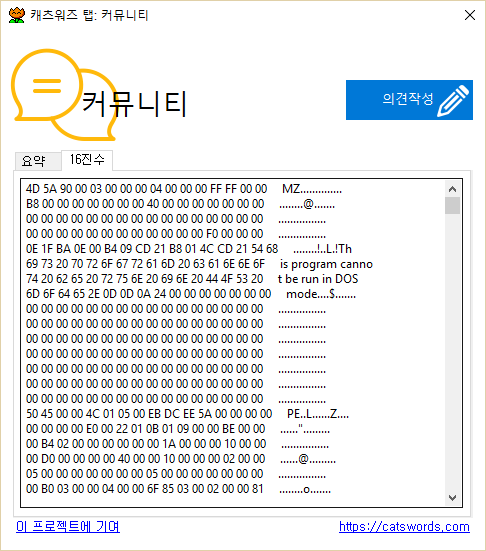 캐츠워즈 탭: 커뮤니티
커뮤니티
의견작성
요약 16진수
4D 5A 90 00 03 00 00 00 04 00 00 00 FF FF 00 00 MZ..............
B8 00 00 00 00 00 00 00 40 00 00 00 00 00 00 00 ........@.......
00 00 00 00 00 00 00 00 00 00 00 00 00 00 00 00 ................
00 00 00 00 00 00 00 00 00 00 00 00 F0 00 00 00 ................
0E 1F BA 0E 00 B4 09 CD 21 B8 01 4C CD 21 54 68 ........!..L.!Th
69 73 20 70 72 6F 67 72 61 6D 20 63 61 6E 6E 6F is program canno
74 20 62 65 20 72 75 6E 20 69 6E 20 44 4F 53 20 t be run in DOS
6D 6F 64 65 2E 0D 0D 0A 24 00 00 00 00 00 00 00 mode....$.......
00 00 00 00 00 00 00 00 00 00 00 00 00 00 00 00 ................
00 00 00 00 00 00 00 00 00 00 00 00 00 00 00 00 ................
00 00 00 00 00 00 00 00 00 00 00 00 00 00 00 00 ................
00 00 00 00 00 00 00 00 00 00 00 00 00 00 00 00 ................
00 00 00 00 00 00 00 00 00 00 00 00 00 00 00 00 ................
00 00 00 00 00 00 00 00 00 00 00 00 00 00 00 00 ................
00 00 00 00 00 00 00 00 00 00 00 00 00 00 00 00 ................
50 45 00 00 4C 01 05 00 EB DC EE 5A 00 00 00 00 PE..L......Z....
00 00 00 00 E0 00 22 01 0B 01 09 00 00 BE 00 00 ......".........
00 B4 02 00 00 00 00 00 00 1A 00 00 00 10 00 00 ................
00 D0 00 00 00 00 40 00 00 10 00 00 00 02 00 00 ......@.........
05 00 00 00 00 00 00 00 05 00 00 00 00 00 00 00 ................
00 B0 03 00 00 04 00 00 6F 85 03 00 02 00 00 81 ........o.......
이 프로젝트에 기여 https://catswords.com